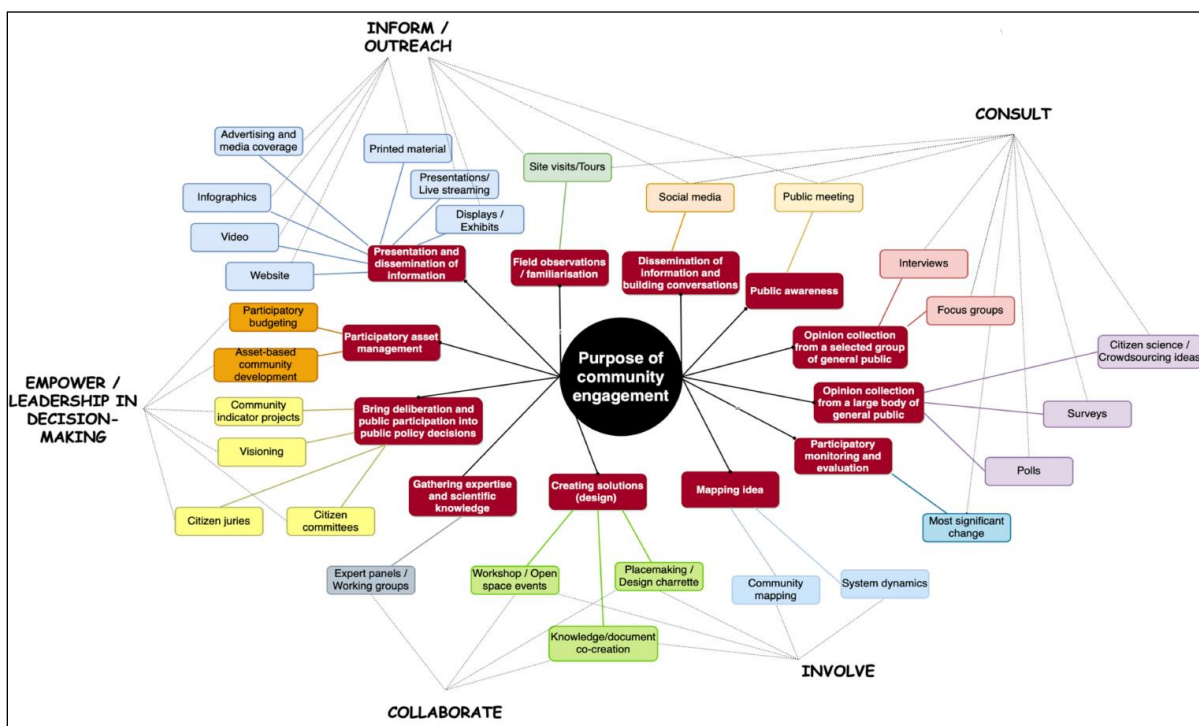 INFORM /
OUTREACH
CONSULT
Advertising and
media coverage
Printed material
Presentations/
Live streaming
Displays /
Exhibits
Infographics
Video
Website
Site visits/Tours
Social media
Public meeting
Presentation and
dissemination of
information
Field observations
/ familiarisation
Dissemination of
information and
building conversations
Public awareness
Interviews
Focus groups
Opinion collection
from a selected group
of general public
Citizen science /
Crowdsourcing ideas
Participatory
budgeting
Participatory asset
management
Asset-based
community
development
Purpose of
community
engagement
Opinion collection
from a large body of
general public
Surveys
Polls
EMPOWER /
LEADERSHIP IN
DECISION-
MAKING
Community
indicator projects
Visioning
Bring deliberation and
public participation into
public policy decisions
Participatory
monitoring and
evaluation
Citizen juries
Citizen
committees
Gathering expertise
and scientific
knowledge
Creating solutions
(design)
Mapping idea
Most significant
change
Expert panels /
Working groups
Workshop / Open
space events
Placemaking /
Design charrette
Community
mapping
System dynamics
Knowledge/document
co-creation
INVOLVE
COLLABORATE